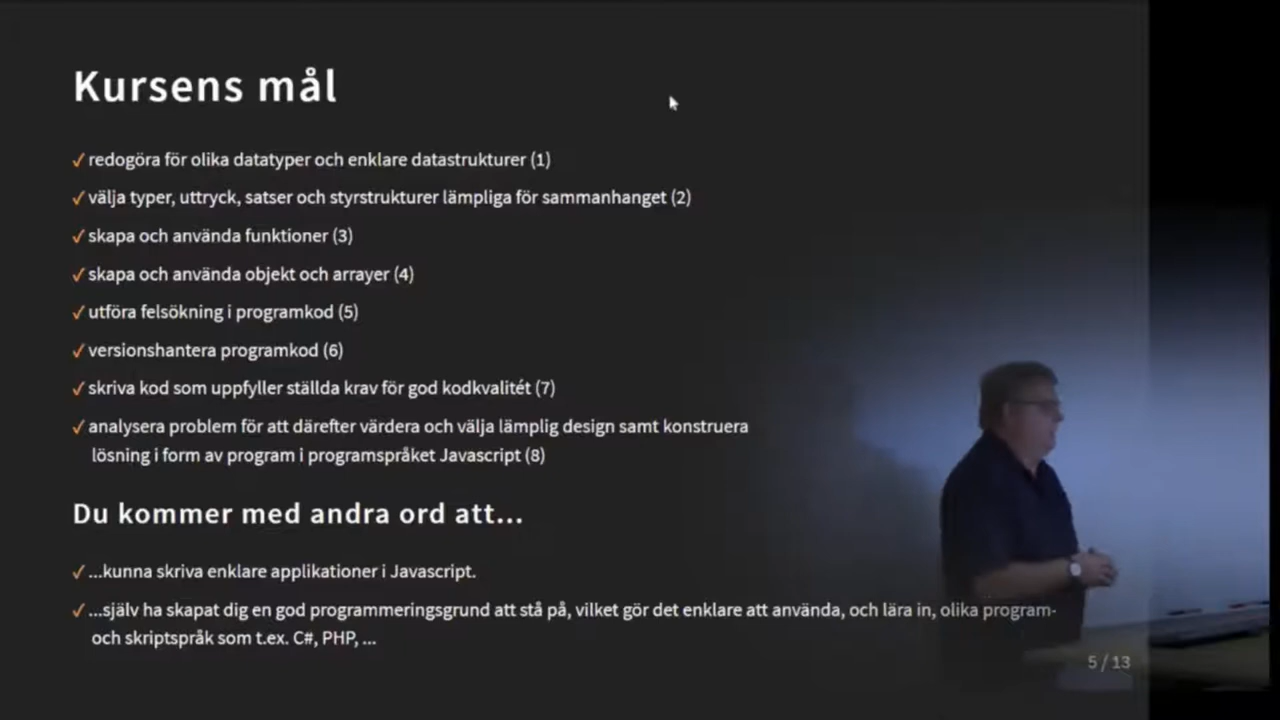 Kursens mål
✓ redogöra för olika datatyper och enklare datastrukturer (1)
✓ välja typer, uttryck, satser och styrstrukturer lämpliga för sammanhanget (2)
✓ skapa och använda funktioner (3)
✓ skapa och använda objekt och arrayer (4)
✓ utföra felsökning i programkod (5)
✓ versionshantera programkod (6)
✓ skriva kod som uppfyller ställda krav för god kodkvalitét (7)
✓ analysera problem för att därefter värdera och välja lämplig design samt konstruera
lösning i form av program i programspråket Javascript (8)
Du kommer med andra ord att...
✓ ...kunna skriva enklare applikationer i Javascript.
✓ ...själv ha skapat dig en god programmeringsgrund att stå på, vilket gör det enklare att använda, och lära in, olika program-
och skriptspråk som t.ex. C#, PHP, ...
5 / 13